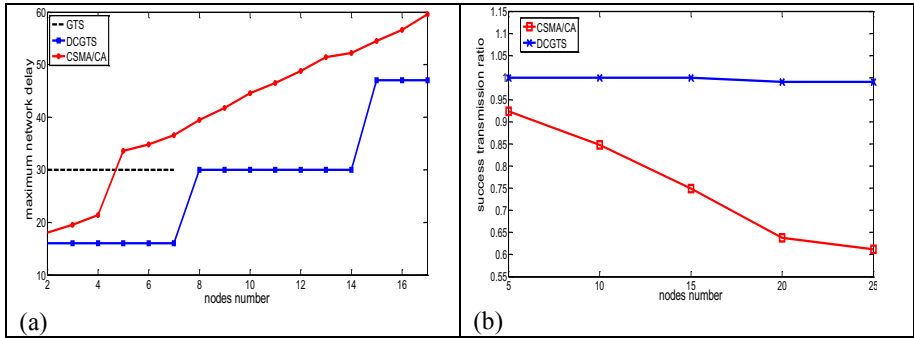 GTS
DCGTS
CSMA/CA
maximum network delay
60
50
40
30
20
10
2 4 6 8 10 12 14 16
nodes number
(a)
CSMA/CA
DCGTS
success transmission ratio
1.15
1.1
1.05
1
0.95
0.9
0.85
0.8
0.75
0.7
0.65
0.6
0.55
5 10 15 20 25
nodes number
(b)